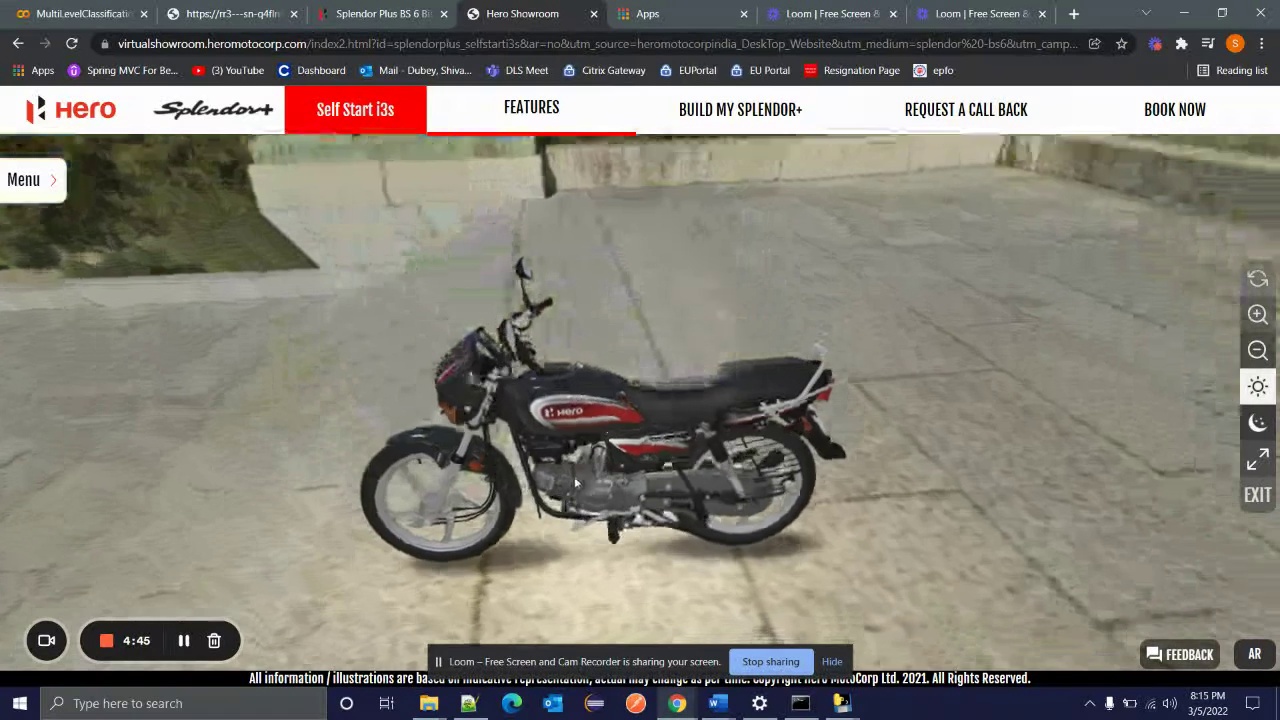 MultiLevelClassificati
https://rr3---sn-q4flm
Splendor Plus BS 6 Bi
Hero Showroom
Apps
Loom | Free Screen &
Loom | Free Screen &
virtualshowroom.heromotocorp.com/index2.html?id=splendorplus_selfstarti3s&at=no&utm_source=heromotocorpindia_DeskTop_Website&utm_medium=splendor%20-bs6&utm_camp...
Apps
Spring MVC For Be...
(3) YouTube
Dashboard
Mail - Dubey, Shiva...
DLS Meet
Citrix Gateway
EUPortal
EU Portal
Resignation Page
epfo
Reading list
Hero
Splendor+
Self Start i3s
FEATURES
BUILD MY SPLENDOR+
REQUEST A CALL BACK
BOOK NOW
Menu
Hero
EXIT
4:45
Loom – Free Screen and Cam Recorder is sharing your screen.
Stop sharing
Hide
FEEDBACK
AR
All information / illustrations are based on indicative representation, actual may change as per time. Copyright Hero MotoCorp Ltd. 2021. All Rights Reserved.
Type here to search
8:15 PM
3/5/2022